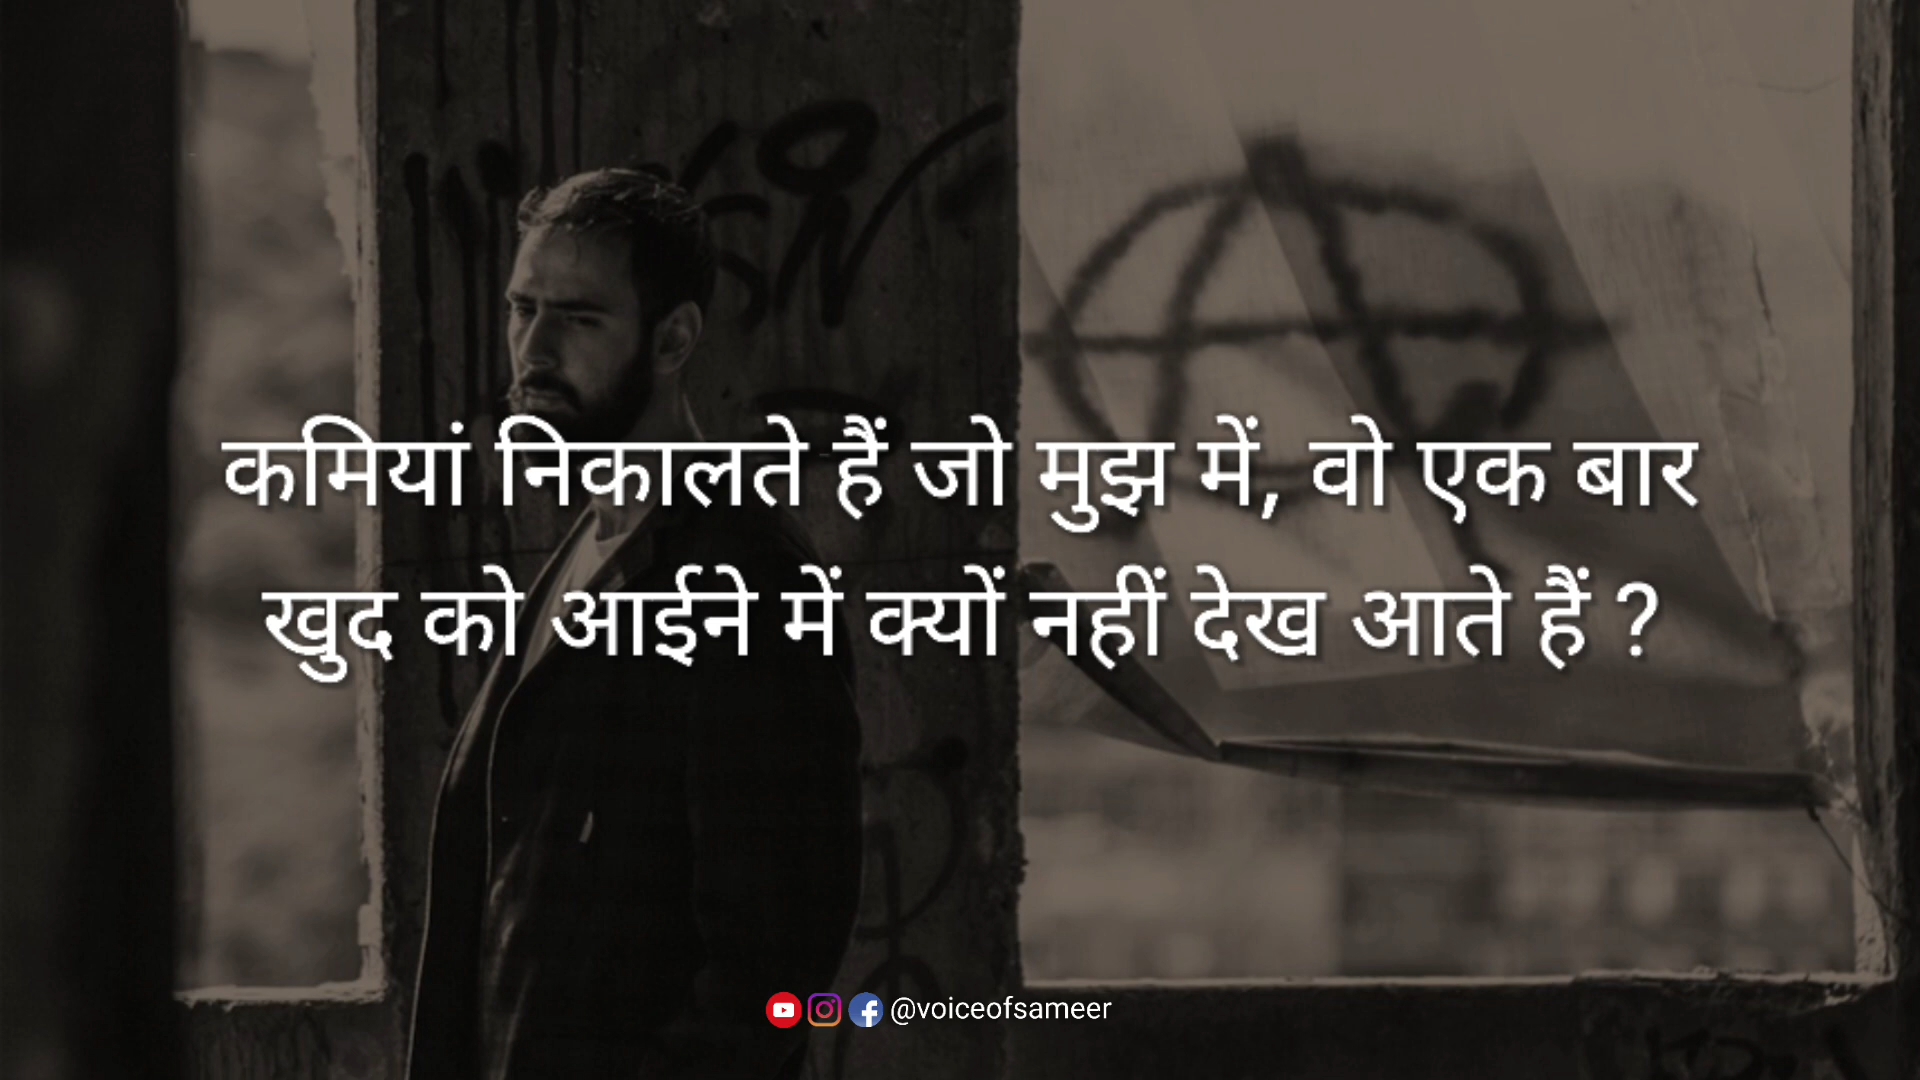 कमियां निकालते हैं जो मुझ में, वो एक बार
खुद को आईने में क्यों नहीं देख आते हैं ?
@voiceofsameer